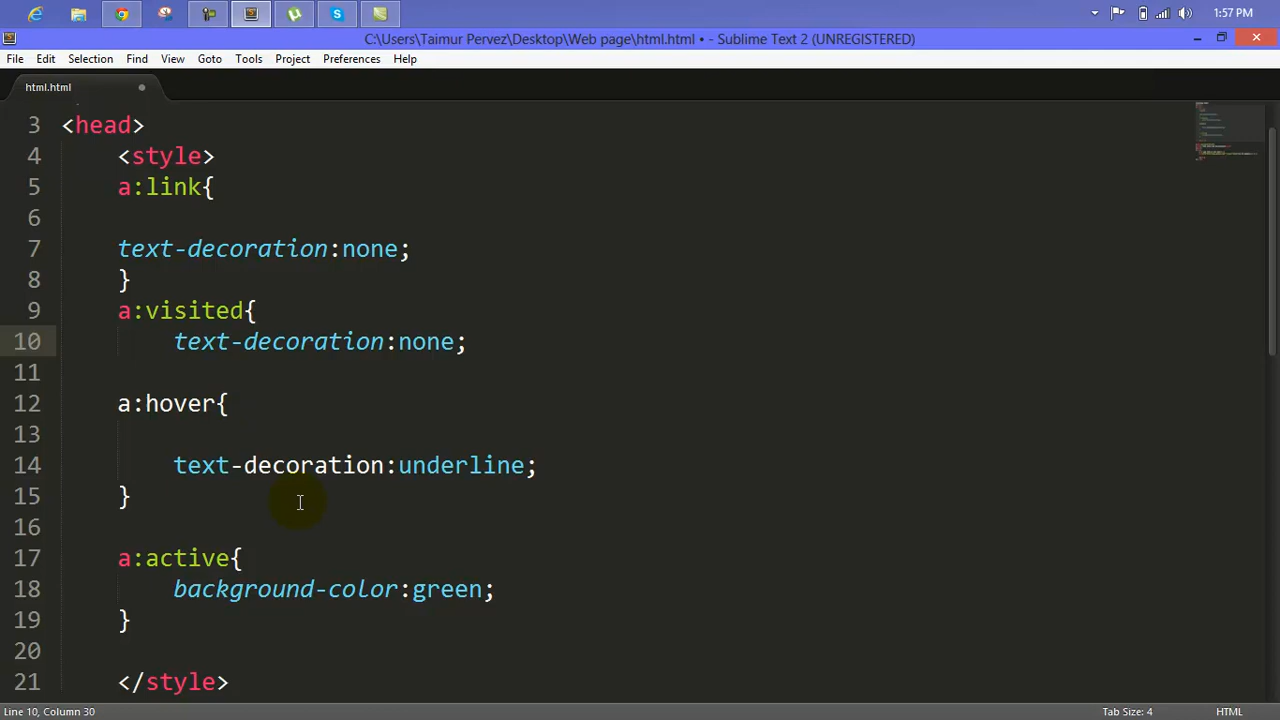 1:57 PM
C:\Users\Taimur Pervez\Desktop\Web page\html.html • - Sublime Text 2 (UNREGISTERED)
File Edit Selection Find View Goto Tools Project Preferences Help
html.html
3 <head>
4 <style>
5 a:link{
6
7 text-decoration:none;
8 }
9 a:visited{
10 text-decoration:none;
11
12 a:hover{
13
14 text-decoration:underline;
15 }
16
17 a:active{
18 background-color:green;
19 }
20
21 </style>
Line 10, Column 30 Tab Size: 4 HTML